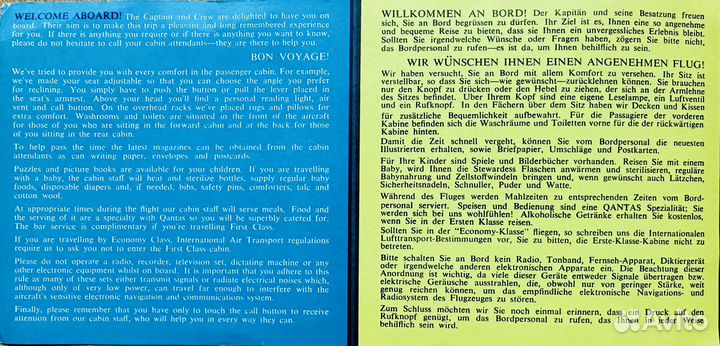 WELCOME ABOARD! The Captain and Crew are delighted to have you on
board. Their aim is to make this trip a pleasant and long remembered experience
for you. If there is anything you want or if there is anything you want to know,
please do not hesitate to call your cabin attendants—they are there to help you.
BON VOYAGE!
We've tried to provide you with every comfort in the passenger cabin. For example,
we've made your seat adjustable so that you can choose the angle you prefer
for reclining. You simply have to push the button or pull the lever placed in
the seat's armrest. Above your head you'll find a personal reading light, air
vent and call button. On the overhead racks we've placed rugs and pillows for
extra comfort. Washrooms and toilets are situated in the front of the aircraft
for those of you who are sitting in the forward cabin and at the back for those
of you sitting in the rear cabin.
To help pass the time the latest magazines can be obtained from the cabin
attendants as can writing paper, envelopes and postcards.
Puzzles and picture books are available for your children. If you are travelling
with a baby, the cabin staff will heat and sterilize bottles, supply regular baby
foods, disposable diapers and, if needed, bibs, safety pins, comforters, talc and
cotton wool.
At appropriate times during the flight our cabin staff will serve meals. Food and
the serving of it are a specialty with Qantas so you will be superbly catered for.
The bar service is complimentary if you're travelling First Class.
If you are travelling by Economy Class, International Air Transport regulations
require us to ask you not to enter the First Class cabin.
Please do not operate a radio, recorder, television set, dictating machine or any
other electronic equipment whilst on board. It is important that you adhere to this
rule as many of these sets either transmit signals or radiate electrical noises which,
although only of very low power, can travel far enough to interfere with the
aircraft's sensitive electronic navigation and communications system.
Finally, please remember that you have only to touch the call button to receive
attention from our cabin staff, who will help you in every way they can.
WILLKOMMEN AN BORD! Der Kapitän und seine Besatzung freuen
sich, Sie an Bord begrüssen zu dürfen. Ihr Ziel ist es, Ihnen eine so angenehme
und bequeme Reise zu bieten, dass sie Ihnen ein unvergessliches Erlebnis bleibt.
Sollten Sie irgendwelche Wünsche oder Fragen haben, zögern Sie bitte nicht,
das Bordpersonal zu rufen—es ist da, um Ihnen behilflich zu sein.
WIR WÜNSCHEN IHNEN EINEN ANGENEHMEN FLUG!
Wir haben versucht, Sie an Bord mit allem Komfort zu versehen. Ihr Sitz ist
verstellbar, so dass Sie sich—wie gewünscht—zurücklehnen können. Sie brauchen
nur den Knopf zu drücken oder den Hebel zu ziehen, der sich an der Armlehne
des Sitzes befindet. Über Ihrem Kopf sind eine eigene Leselampe, ein Luftventil
und ein Rufknopf. In den Fächern über dem Sitz haben wir Decken und Kissen
für zusätzliche Bequemlichkeit aufbewahrt. Für die Passagiere der vorderen
Kabine befinden sich die Waschräume und Toiletten vorne für die der rückwärtigen
Kabine hinten.
Damit die Zeit schnell vergeht, können Sie vom Bordpersonal die neuesten
Illustrierten erhalten, sowie Briefpapier, Umschläge und Postkarten.
Für Ihre Kinder sind Spiele und Bilderbücher vorhanden. Reisen Sie mit einem
Baby, wird Ihnen die Stewardess Flaschen anwärmen und sterilisieren, reguläre
Babynahrung und Zellstoffwindeln bringen und, wenn gewünscht auch Lätzchen,
Sicherheitsnadeln, Schnuller, Puder und Watte.
Während des Fluges werden Mahlzeiten zu entsprechenden Zeiten vom Bord-
personal serviert. Speisen und Bedienung sind eine QANTAS Spezialität; Sie
werden sich bei uns wohlfühlen! Alkoholische Getränke erhalten Sie kostenlos,
wenn Sie in der Ersten Klasse reisen.
Sollten Sie in der "Economy-Klasse" fliegen, so schreiben uns die Internationalen
Lufttransport-Bestimmungen vor, Sie zu bitten, die Erste-Klasse-Kabine nicht zu
betreten.
Bitte schalten Sie an Bord kein Radio, Tonband, Fernseh-Apparat, Diktiergerät
oder irgendwelche anderen elektronischen Apparate ein. Die Beachtung dieser
Anordnung ist wichtig, da viele dieser Geräte entweder Signale übertragen bzw.
elektrische Geräusche ausstrahlen, die, obwohl nur von geringer Stärke, weit
genug reichen können, um das empfindliche elektronische Navigations- und
Radiosystem des Flugzeuges zu stören.
Zum Schluss möchten wir Sie noch einmal erinnern, dass ein Druck auf den
Rufknopf genügt, um das Bordpersonal zu rufen, das Ihnen in jeder Weise
behilflich sein wird.
Avito